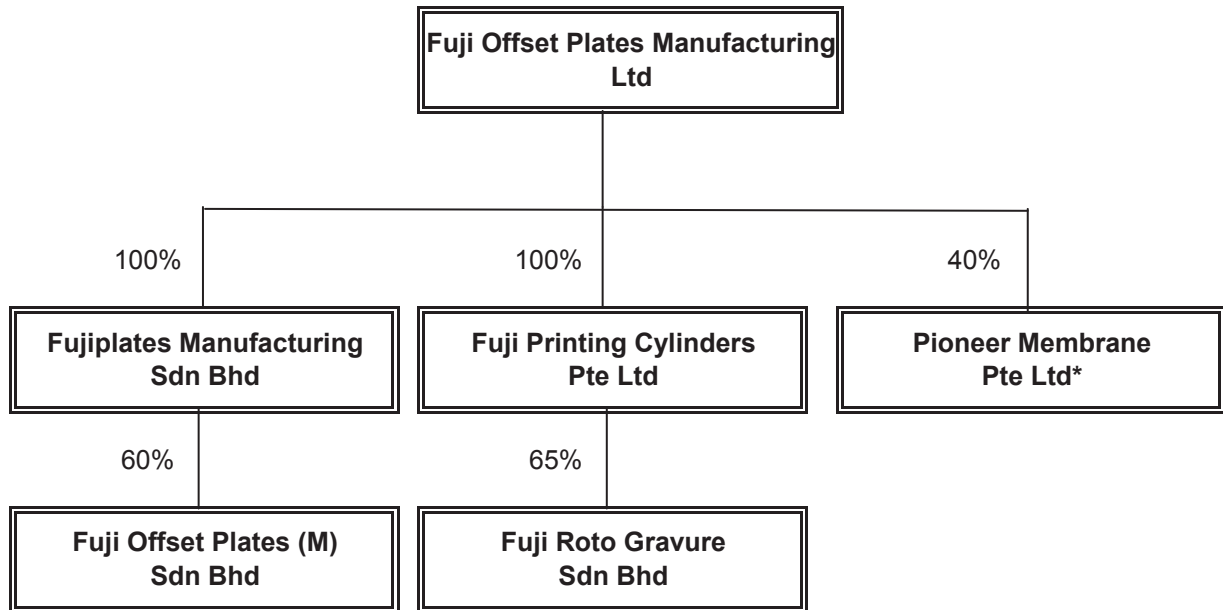 Fuji Offset Plates Manufacturing
Ltd
100%
100%
40%
Fujiplates Manufacturing
Sdn Bhd
Fuji Printing Cylinders
Pte Ltd
Pioneer Membrane
Pte Ltd*
60%
65%
Fuji Offset Plates (M)
Sdn Bhd
Fuji Roto Gravure
Sdn Bhd